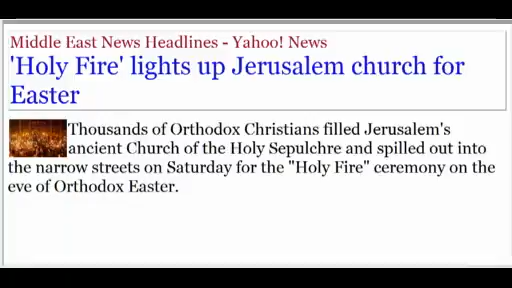 Middle East News Headlines - Yahoo! News
'Holy Fire' lights up Jerusalem church for
Easter
Thousands of Orthodox Christians filled Jerusalem's
ancient Church of the Holy Sepulchre and spilled out into
the narrow streets on Saturday for the "Holy Fire" ceremony on the
eve of Orthodox Easter.